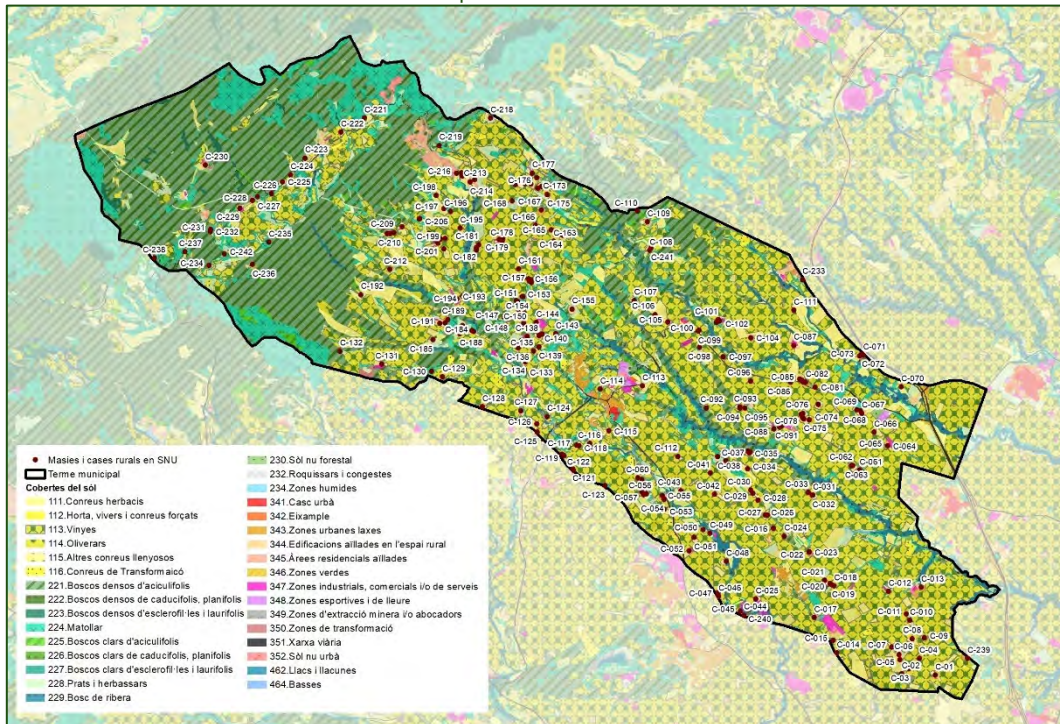 C-218
C-221
C-222
C-219
C-223
C-230
C-224
C-177
C-216
C-213
C-176
C-173
C-226
C-225
C-198
C-214
C-228
C-227
C-197
C-196
C-168
C-167
C-175
C-110
C-229
C-206
C-195
C-166
C-109
C-231
C-232
C-209
C-199
C-181
C-178
C-165
C-163
C-237
C-235
C-210
C-201
C-182
C-179
C-164
C-108
C-238
C-242
C-241
C-234
C-236
C-212
C-161
C-233
C-157
C-156
C-192
C-194
C-193
C-151
C-153
C-107
C-154
C-155
C-106
C-111
C-189
C-147
C-150
C-144
C-191
C-105
C-101
C-102
C-184
C-148
C-138
C-143
C-100
C-188
C-135
C-140
C-099
C-104
C-087
C-132
C-136
C-139
C-098
C-097
C-073
C-071
C-131
C-134
C-133
C-072
C-130
C-129
C-096
C-085
C-082
C-114
C-113
C-086
C-081
C-070
C-128
C-127
C-124
C-092
C-093
C-076
C-069
C-067
C-126
C-094
C-095
C-078
C-074
C-068
C-125
C-116
C-115
C-088
C-091
C-075
C-066
C-117
C-118
C-112
C-065
C-064
C-119
C-122
C-037
C-035
C-062
C-061
C-121
C-060
C-041
C-038
C-034
C-063
C-123
C-043
C-042
C-030
C-033
C-031
C-057
C-055
C-029
C-028
C-032
C-054
C-053
C-027
C-050
C-049
C-016
C-024
C-052
C-051
C-022
C-023
C-048
C-021
C-018
C-012
C-013
C-047
C-046
C-020
C-019
C-045
C-044
C-240
C-017
C-011
C-010
C-015
C-014
C-08
C-09
C-07
C-06
C-04
C-239
C-05
C-02
C-03
C-01
Masies i cases rurals en SNU
Terme municipal
Cobertes del sòl
111.Conreus herbacis
112.Horta, vivers i conreus forçats
113.Vinyes
114.Oliverars
115.Altres conreus llenyosos
116.Conreus de Transformaició
221.Boscos densos d'aciculifolis
222.Boscos densos de caducifolis, planifolis
223.Boscos densos d'esclerofil·les i laurifolis
224.Matollar
225.Boscos clars d'aciculifolis
226.Boscos clars de caducifolis, planifolis
227.Boscos clars d'esclerofil·les i laurifolis
228.Prats i herbassars
229.Bosc de ribera
230.Sòl nu forestal
232.Roquissars i congestes
234.Zones humides
341.Casc urbà
342.Eixample
343.Zones urbanes laxes
344.Edificacions aïllades en l'espai rural
345.Àrees residencials aïllades
346.Zones verdes
347.Zones industrials, comercials i/o de serveis
348.Zones esportives i de lleure
349.Zones d'extracció minera i/o abocadors
350.Zones de transformació
351.Xarxa viària
352.Sòl nu urbà
462.Llacs i llacunes
464.Basses